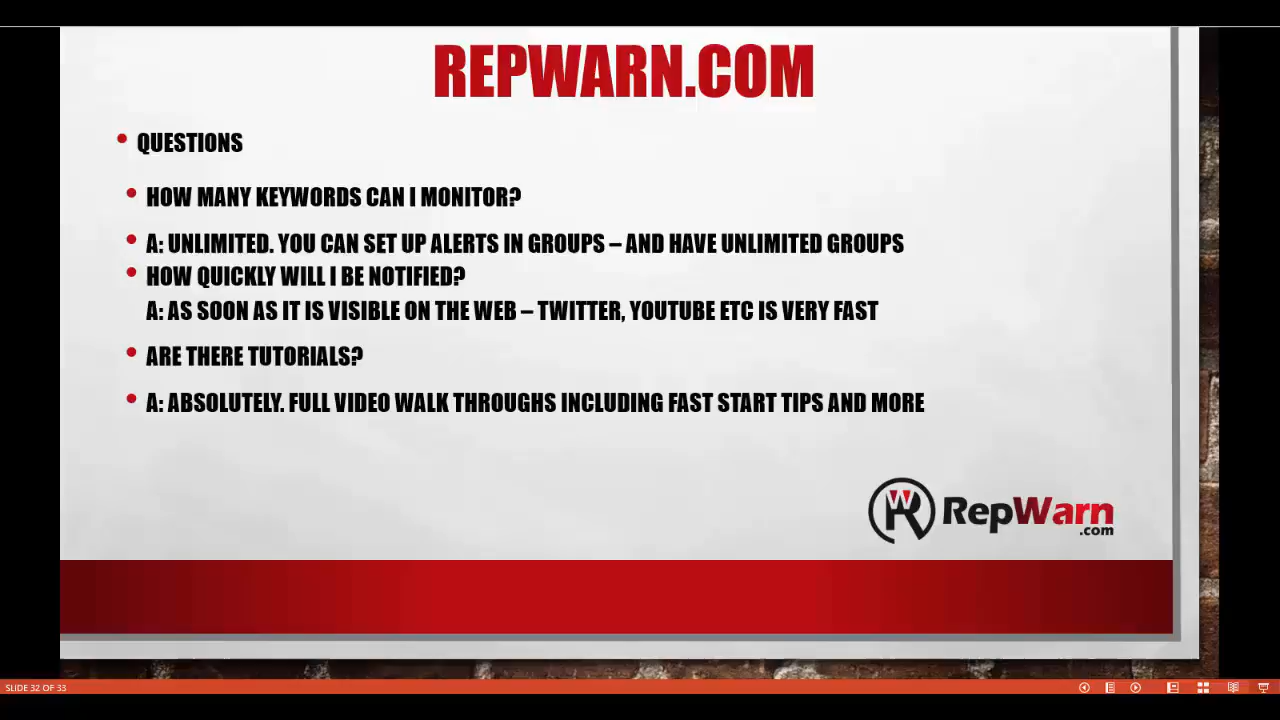 REPWARN.COM
• QUESTIONS
• HOW MANY KEYWORDS CAN I MONITOR?
• A: UNLIMITED. YOU CAN SET UP ALERTS IN GROUPS – AND HAVE UNLIMITED GROUPS
• HOW QUICKLY WILL I BE NOTIFIED?
A: AS SOON AS IT IS VISIBLE ON THE WEB – TWITTER, YOUTUBE ETC IS VERY FAST
• ARE THERE TUTORIALS?
• A: ABSOLUTELY. FULL VIDEO WALK THROUGHS INCLUDING FAST START TIPS AND MORE
RepWarn
.com
SLIDE 32 OF 33